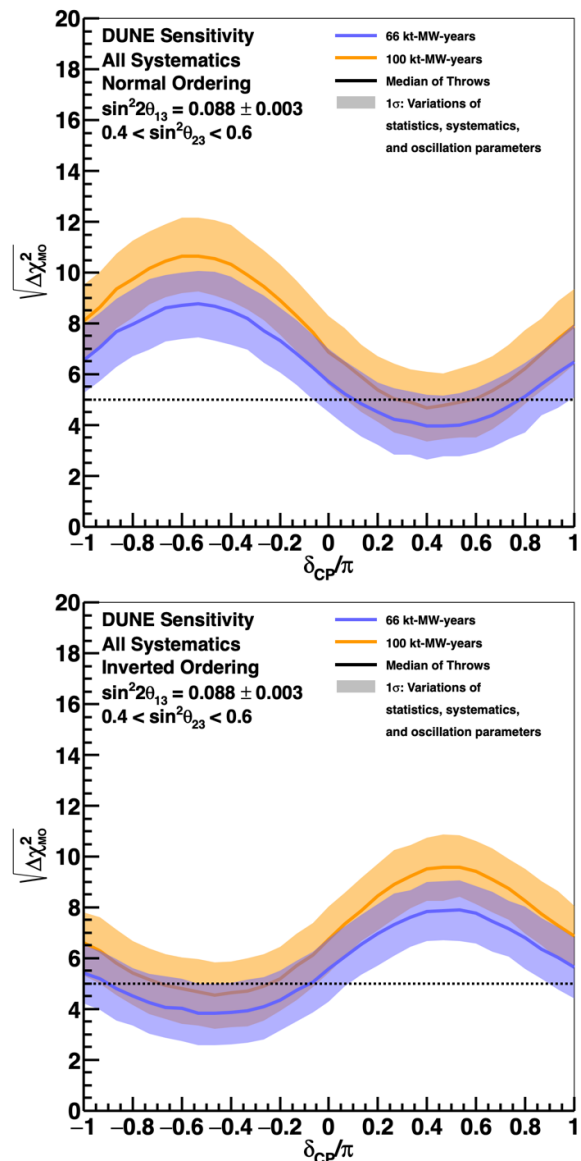 DUNE Sensitivity
All Systematics
Normal Ordering
sin²2θ₁₃ = 0.088 ± 0.003
0.4 < sin²θ₂₃ < 0.6
66 kt-MW-years
100 kt-MW-years
Median of Throws
1σ: Variations of
statistics, systematics,
and oscillation parameters
20
18
16
14
12
10
8
6
4
2
0
√Δχ²MO
−1 −0.8 −0.6 −0.4 −0.2 0 0.2 0.4 0.6 0.8 1
δCP/π
DUNE Sensitivity
All Systematics
Inverted Ordering
sin²2θ₁₃ = 0.088 ± 0.003
0.4 < sin²θ₂₃ < 0.6
66 kt-MW-years
100 kt-MW-years
Median of Throws
1σ: Variations of
statistics, systematics,
and oscillation parameters
20
18
16
14
12
10
8
6
4
2
0
√Δχ²MO
−1 −0.8 −0.6 −0.4 −0.2 0 0.2 0.4 0.6 0.8 1
δCP/π